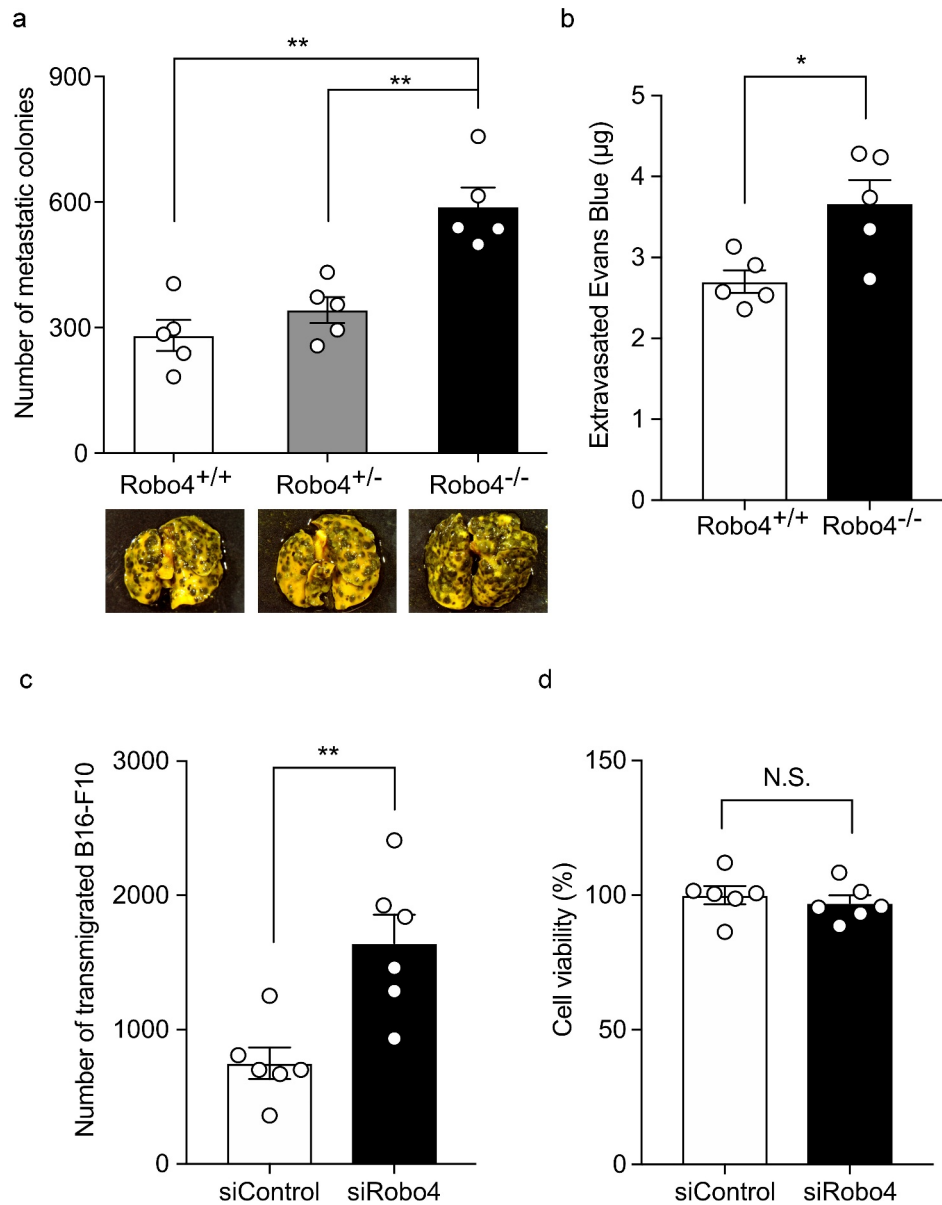 a
**
**
Number of metastatic colonies
900
600
300
0
Robo4+/+
Robo4+/-
Robo4-/-
b
*
Extravasated Evans Blue (µg)
5
4
3
2
1
0
Robo4+/+
Robo4-/-
c
**
Number of transmigrated B16-F10
3000
2000
1000
0
siControl
siRobo4
d
N.S.
Cell viability (%)
150
100
50
0
siControl
siRobo4